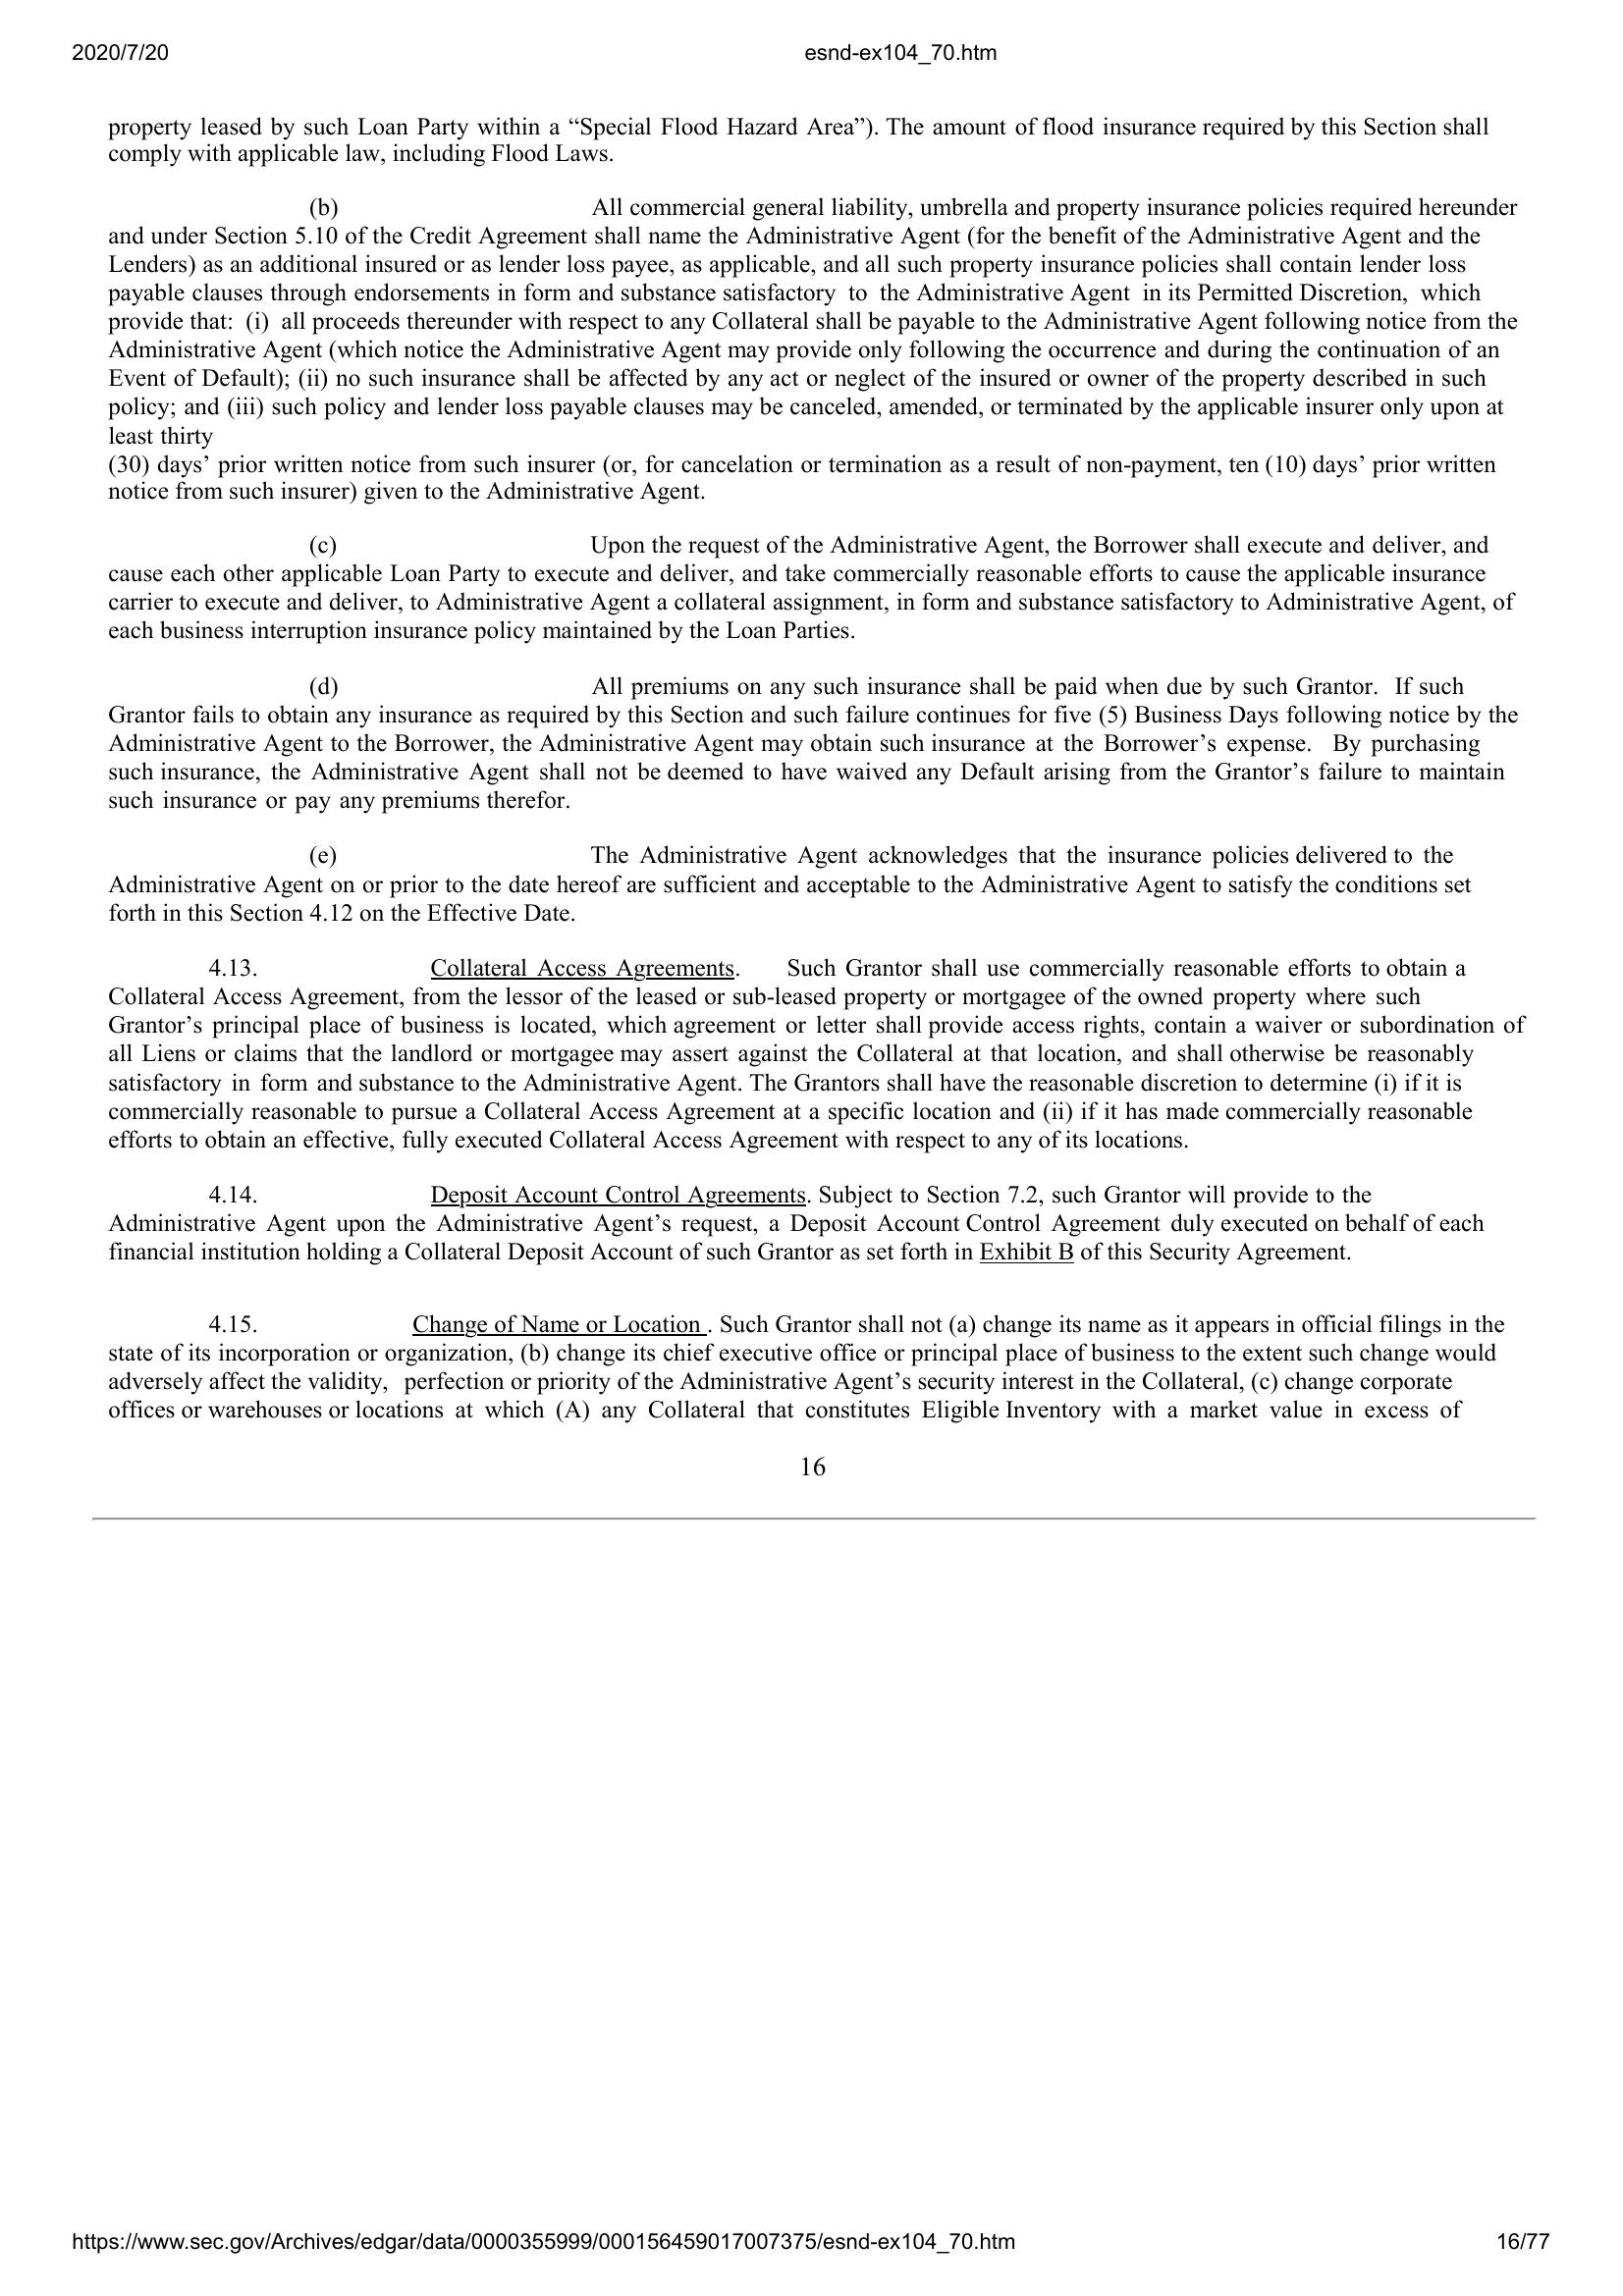 2020/7/20 esnd-ex104_70.htm
property leased by such Loan Party within a “Special Flood Hazard Area”). The amount of flood insurance required by this Section shall
comply with applicable law, including Flood Laws.
(b) All commercial general liability, umbrella and property insurance policies required hereunder
and under Section 5.10 of the Credit Agreement shall name the Administrative Agent (for the benefit of the Administrative Agent and the
Lenders) as an additional insured or as lender loss payee, as applicable, and all such property insurance policies shall contain lender loss
payable clauses through endorsements in form and substance satisfactory to the Administrative Agent in its Permitted Discretion, which
provide that: (i) all proceeds thereunder with respect to any Collateral shall be payable to the Administrative Agent following notice from the
Administrative Agent (which notice the Administrative Agent may provide only following the occurrence and during the continuation of an
Event of Default); (ii) no such insurance shall be affected by any act or neglect of the insured or owner of the property described in such
policy; and (iii) such policy and lender loss payable clauses may be canceled, amended, or terminated by the applicable insurer only upon at
least thirty
(30) days’ prior written notice from such insurer (or, for cancelation or termination as a result of non-payment, ten (10) days’ prior written
notice from such insurer) given to the Administrative Agent.
(c) Upon the request of the Administrative Agent, the Borrower shall execute and deliver, and
cause each other applicable Loan Party to execute and deliver, and take commercially reasonable efforts to cause the applicable insurance
carrier to execute and deliver, to Administrative Agent a collateral assignment, in form and substance satisfactory to Administrative Agent, of
each business interruption insurance policy maintained by the Loan Parties.
(d) All premiums on any such insurance shall be paid when due by such Grantor. If such
Grantor fails to obtain any insurance as required by this Section and such failure continues for five (5) Business Days following notice by the
Administrative Agent to the Borrower, the Administrative Agent may obtain such insurance at the Borrower’s expense. By purchasing
such insurance, the Administrative Agent shall not be deemed to have waived any Default arising from the Grantor’s failure to maintain
such insurance or pay any premiums therefor.
(e) The Administrative Agent acknowledges that the insurance policies delivered to the
Administrative Agent on or prior to the date hereof are sufficient and acceptable to the Administrative Agent to satisfy the conditions set
forth in this Section 4.12 on the Effective Date.
4.13. Collateral Access Agreements. Such Grantor shall use commercially reasonable efforts to obtain a
Collateral Access Agreement, from the lessor of the leased or sub-leased property or mortgagee of the owned property where such
Grantor’s principal place of business is located, which agreement or letter shall provide access rights, contain a waiver or subordination of
all Liens or claims that the landlord or mortgagee may assert against the Collateral at that location, and shall otherwise be reasonably
satisfactory in form and substance to the Administrative Agent. The Grantors shall have the reasonable discretion to determine (i) if it is
commercially reasonable to pursue a Collateral Access Agreement at a specific location and (ii) if it has made commercially reasonable
efforts to obtain an effective, fully executed Collateral Access Agreement with respect to any of its locations.
4.14. Deposit Account Control Agreements. Subject to Section 7.2, such Grantor will provide to the
Administrative Agent upon the Administrative Agent’s request, a Deposit Account Control Agreement duly executed on behalf of each
financial institution holding a Collateral Deposit Account of such Grantor as set forth in Exhibit B of this Security Agreement.
4.15. Change of Name or Location . Such Grantor shall not (a) change its name as it appears in official filings in the
state of its incorporation or organization, (b) change its chief executive office or principal place of business to the extent such change would
adversely affect the validity, perfection or priority of the Administrative Agent’s security interest in the Collateral, (c) change corporate
offices or warehouses or locations at which (A) any Collateral that constitutes Eligible Inventory with a market value in excess of
16
https://www.sec.gov/Archives/edgar/data/0000355999/000156459017007375/esnd-ex104_70.htm 16/77